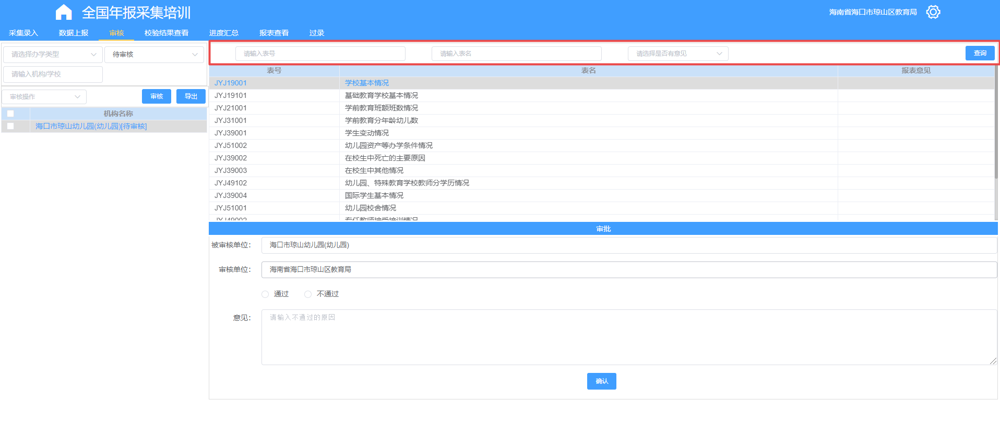 全国年报采集培训
海南省海口市琼山区教育局
采集录入 数据上报 审核 校验结果查看 进度汇总 报表查看 过录
请选择办学类型 待审核
请输入机构/学校
审核操作 审核 导出
机构名称
海口市琼山幼儿园(幼儿园)[待审核]
请输入表号 请输入表名 请选择是否有意见 查询
表号 表名 报表意见
JYJ19001 学校基本情况
JYJ19101 基础教育学校基本情况
JYJ21001 学前教育班额班数情况
JYJ31001 学前教育分年龄幼儿数
JYJ39001 学生变动情况
JYJ51002 幼儿园资产等办学条件情况
JYJ39002 在校生中死亡的主要原因
JYJ39003 在校生中其他情况
JYJ49102 幼儿园、特殊教育学校教师分学历情况
JYJ39004 国际学生基本情况
JYJ51001 幼儿园校舍情况
JYJ49002 专任教师接受培训情况
审批
被审核单位: 海口市琼山幼儿园(幼儿园)
审核单位: 海南省海口市琼山区教育局
通过 不通过
意见: 请输入不通过的原因
确认